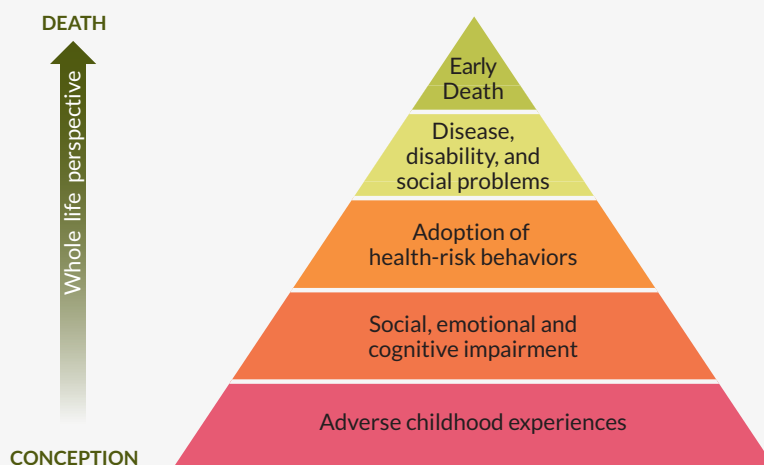 DEATH
Whole life perspective
CONCEPTION
Early
Death
Disease,
disability, and
social problems
Adoption of
health-risk behaviors
Social, emotional and
cognitive impairment
Adverse childhood experiences